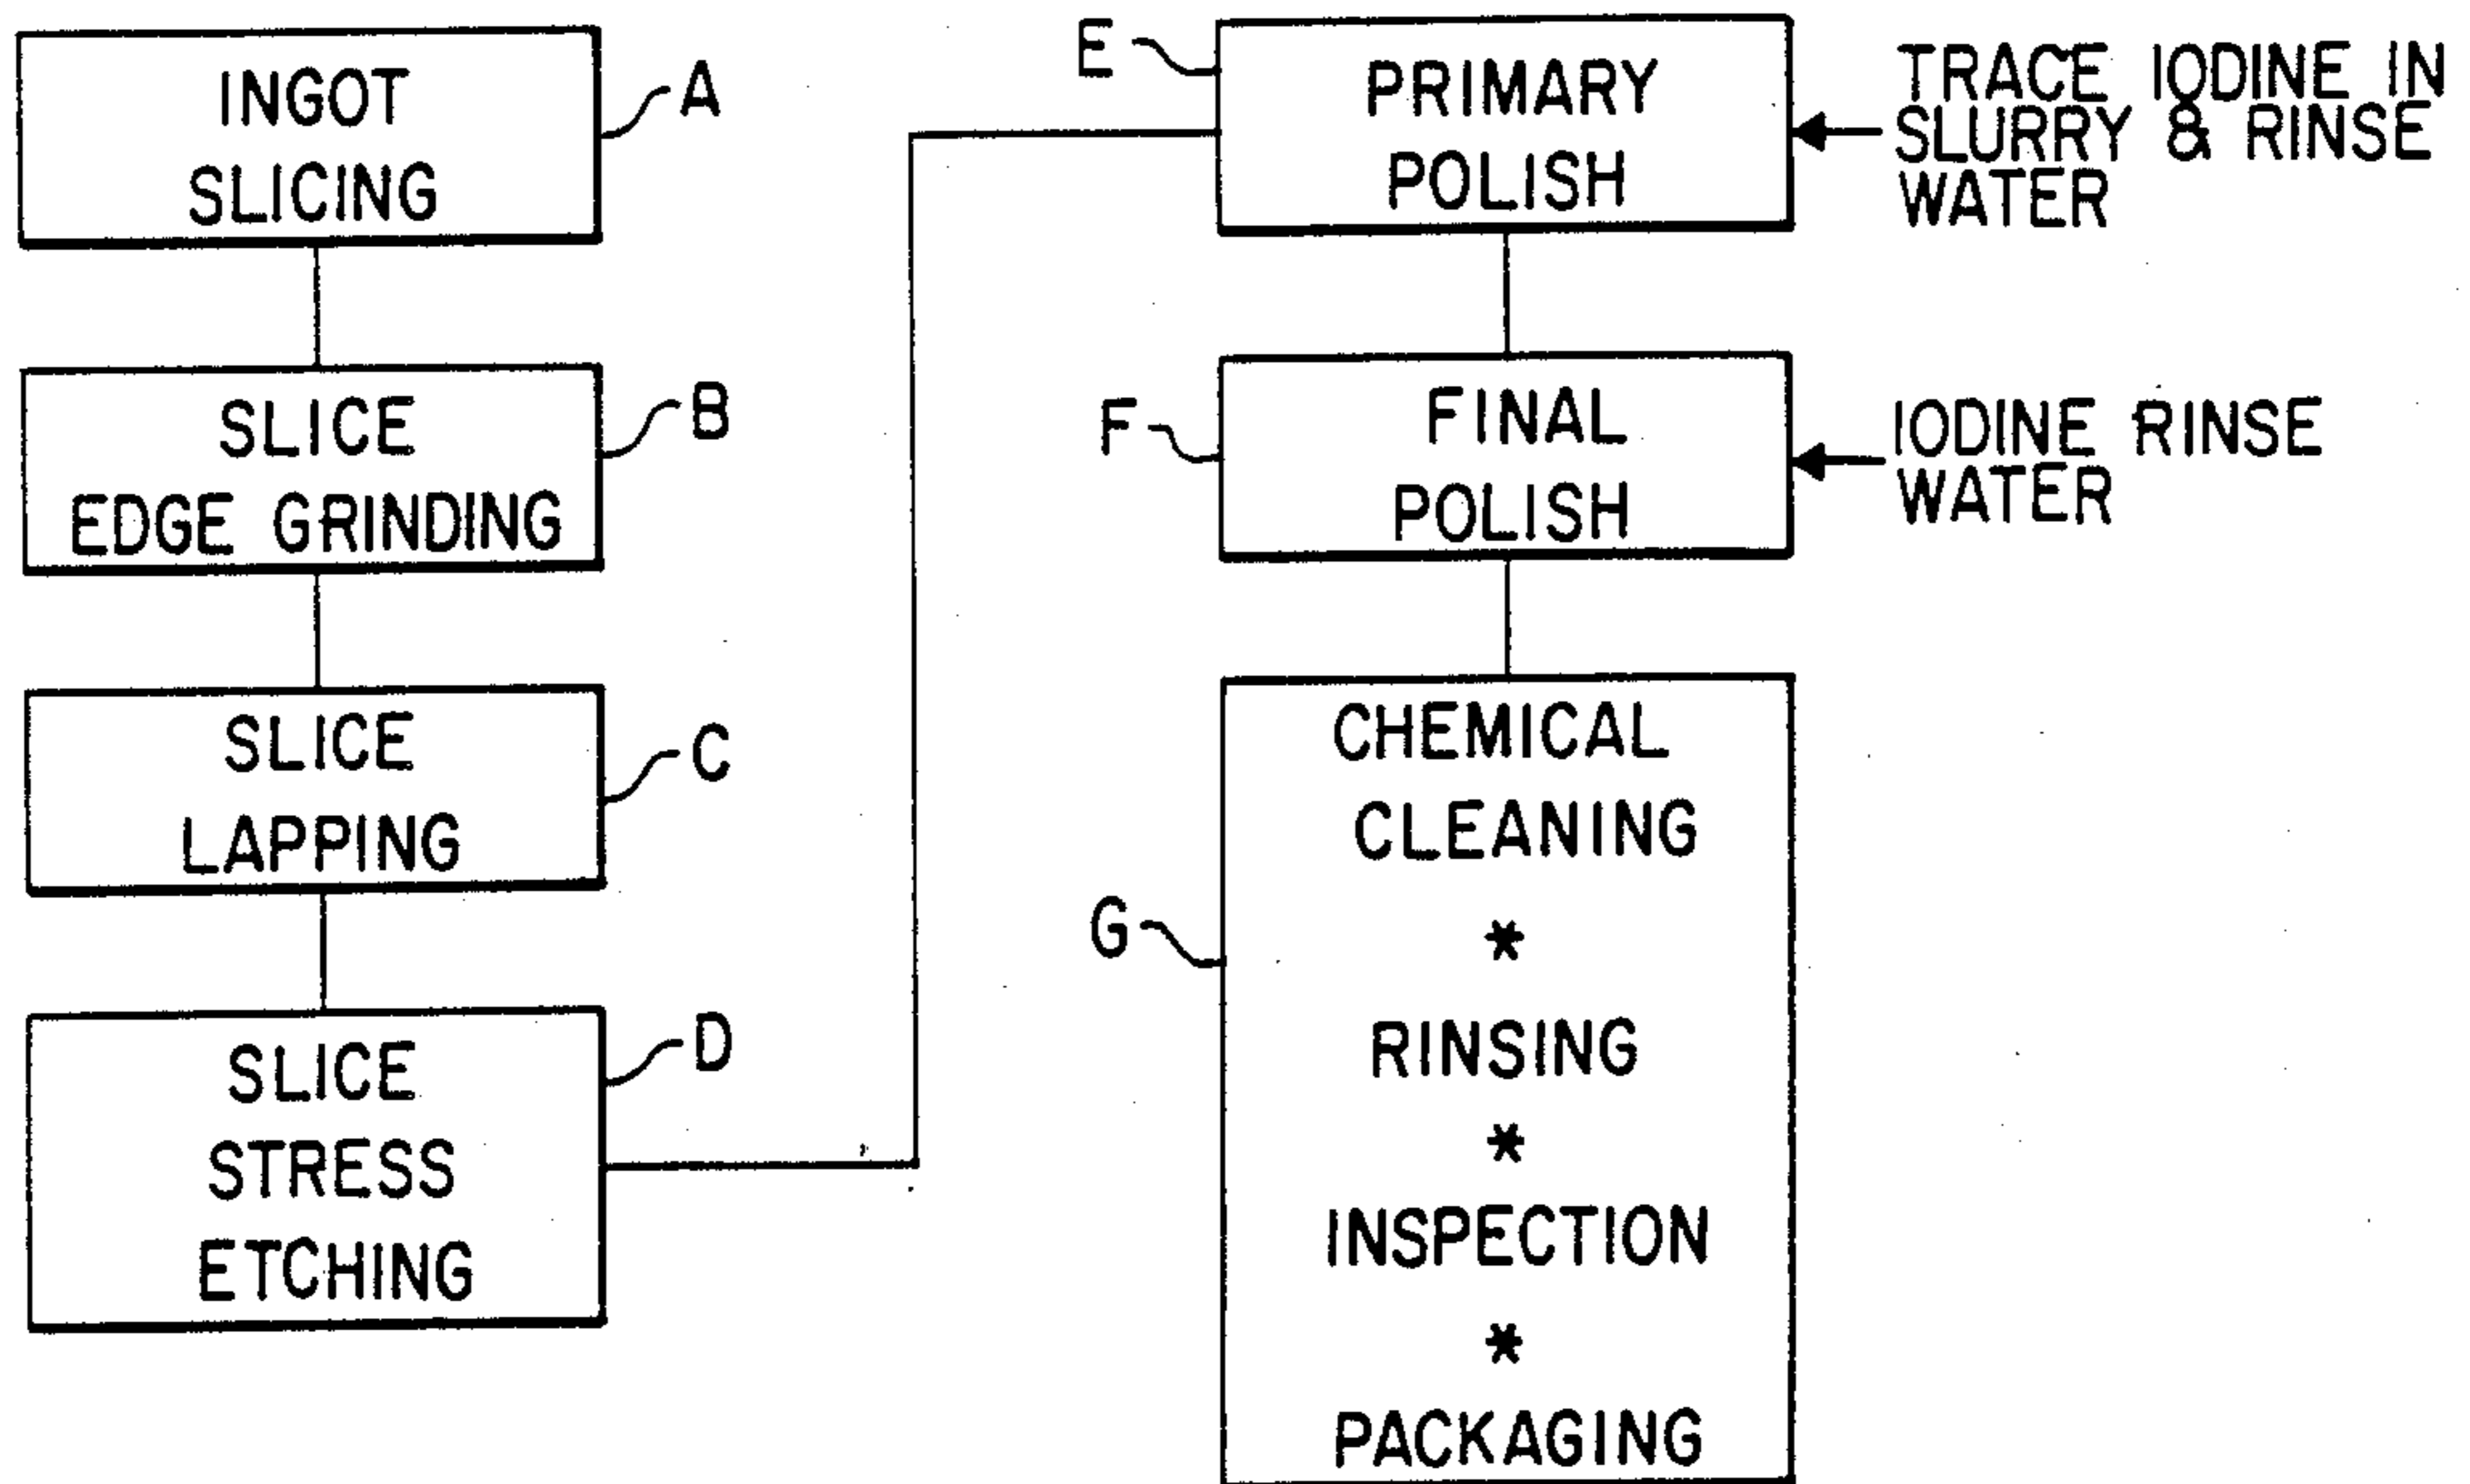 INGOT
SLICING
A
SLICE
EDGE GRINDING
B
SLICE
LAPPING
C
SLICE
STRESS
ETCHING
D
E
PRIMARY
POLISH
TRACE IODINE IN
SLURRY & RINSE
WATER
F
FINAL
POLISH
IODINE RINSE
WATER
G
CHEMICAL
CLEANING
*
RINSING
*
INSPECTION
*
PACKAGING